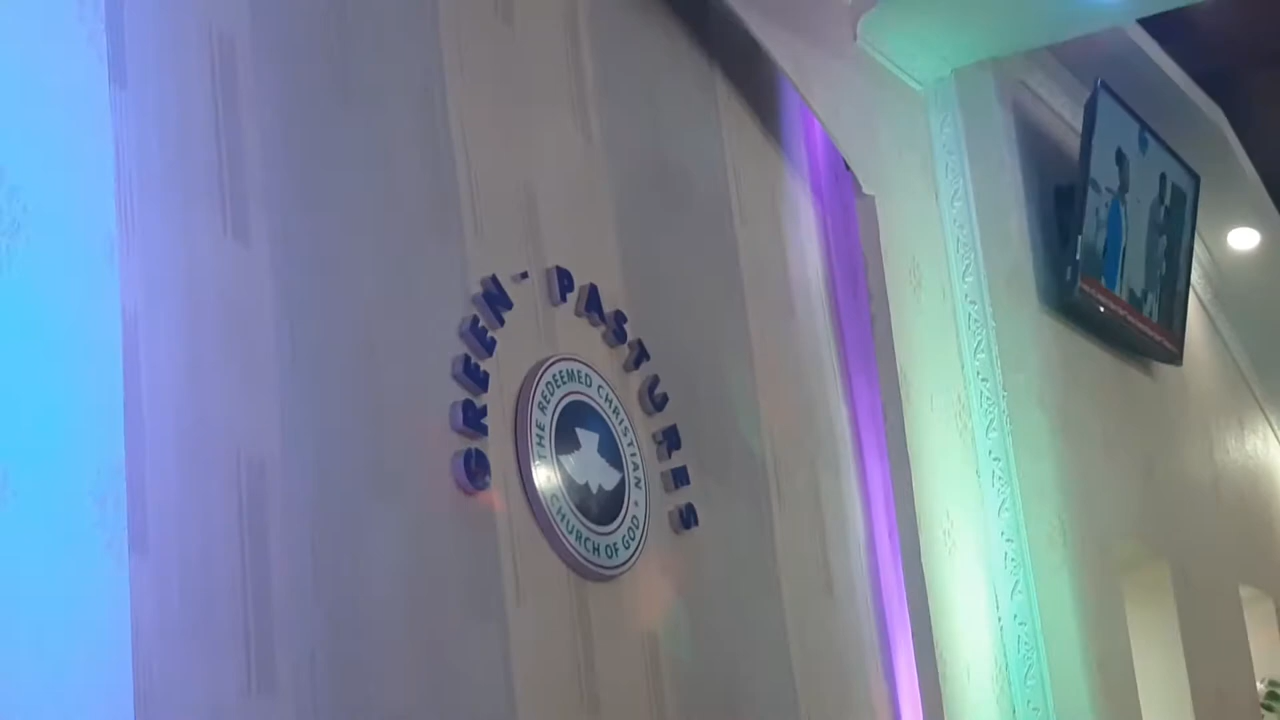 GREEN - PASTURES
THE REDEEMED CHRISTIAN
CHURCH OF GOD